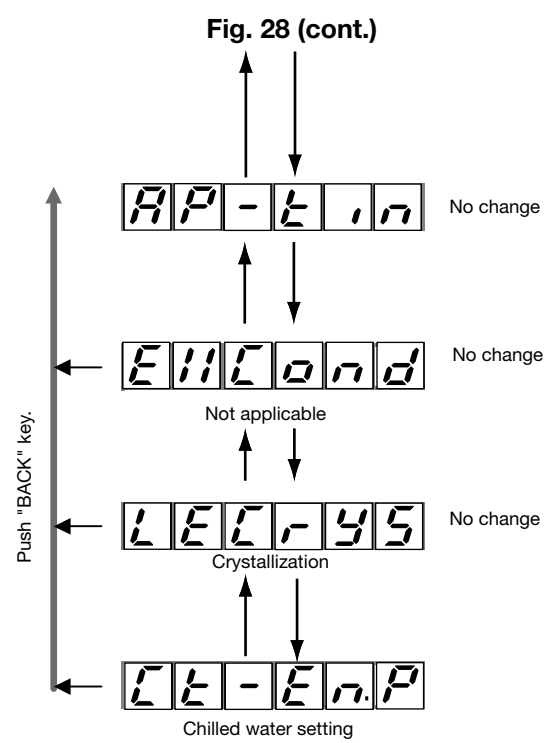 Fig. 28 (cont.)
AP-tin
No change
EIICond
No change
Not applicable
Push "BACK" key.
LECrYS
No change
Crystallization
Ct-En.P
Chilled water setting